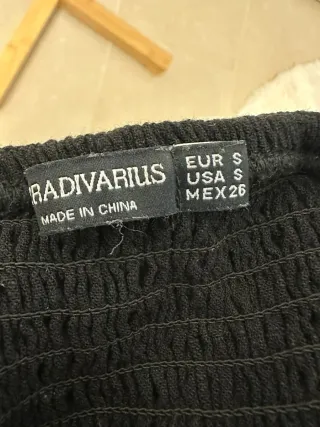 RADIVARIUS
MADE IN CHINA
EUR S
USA S
MEX 26